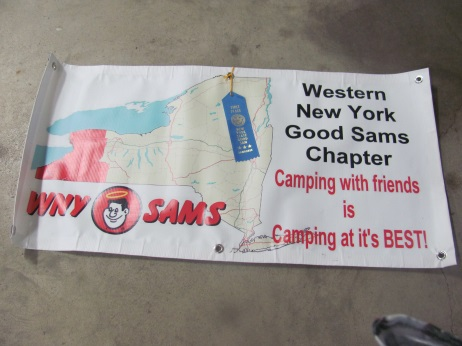 Western
New York
Good Sams
Chapter
Camping with friends
is
Camping at it's BEST!
WNY SAMS